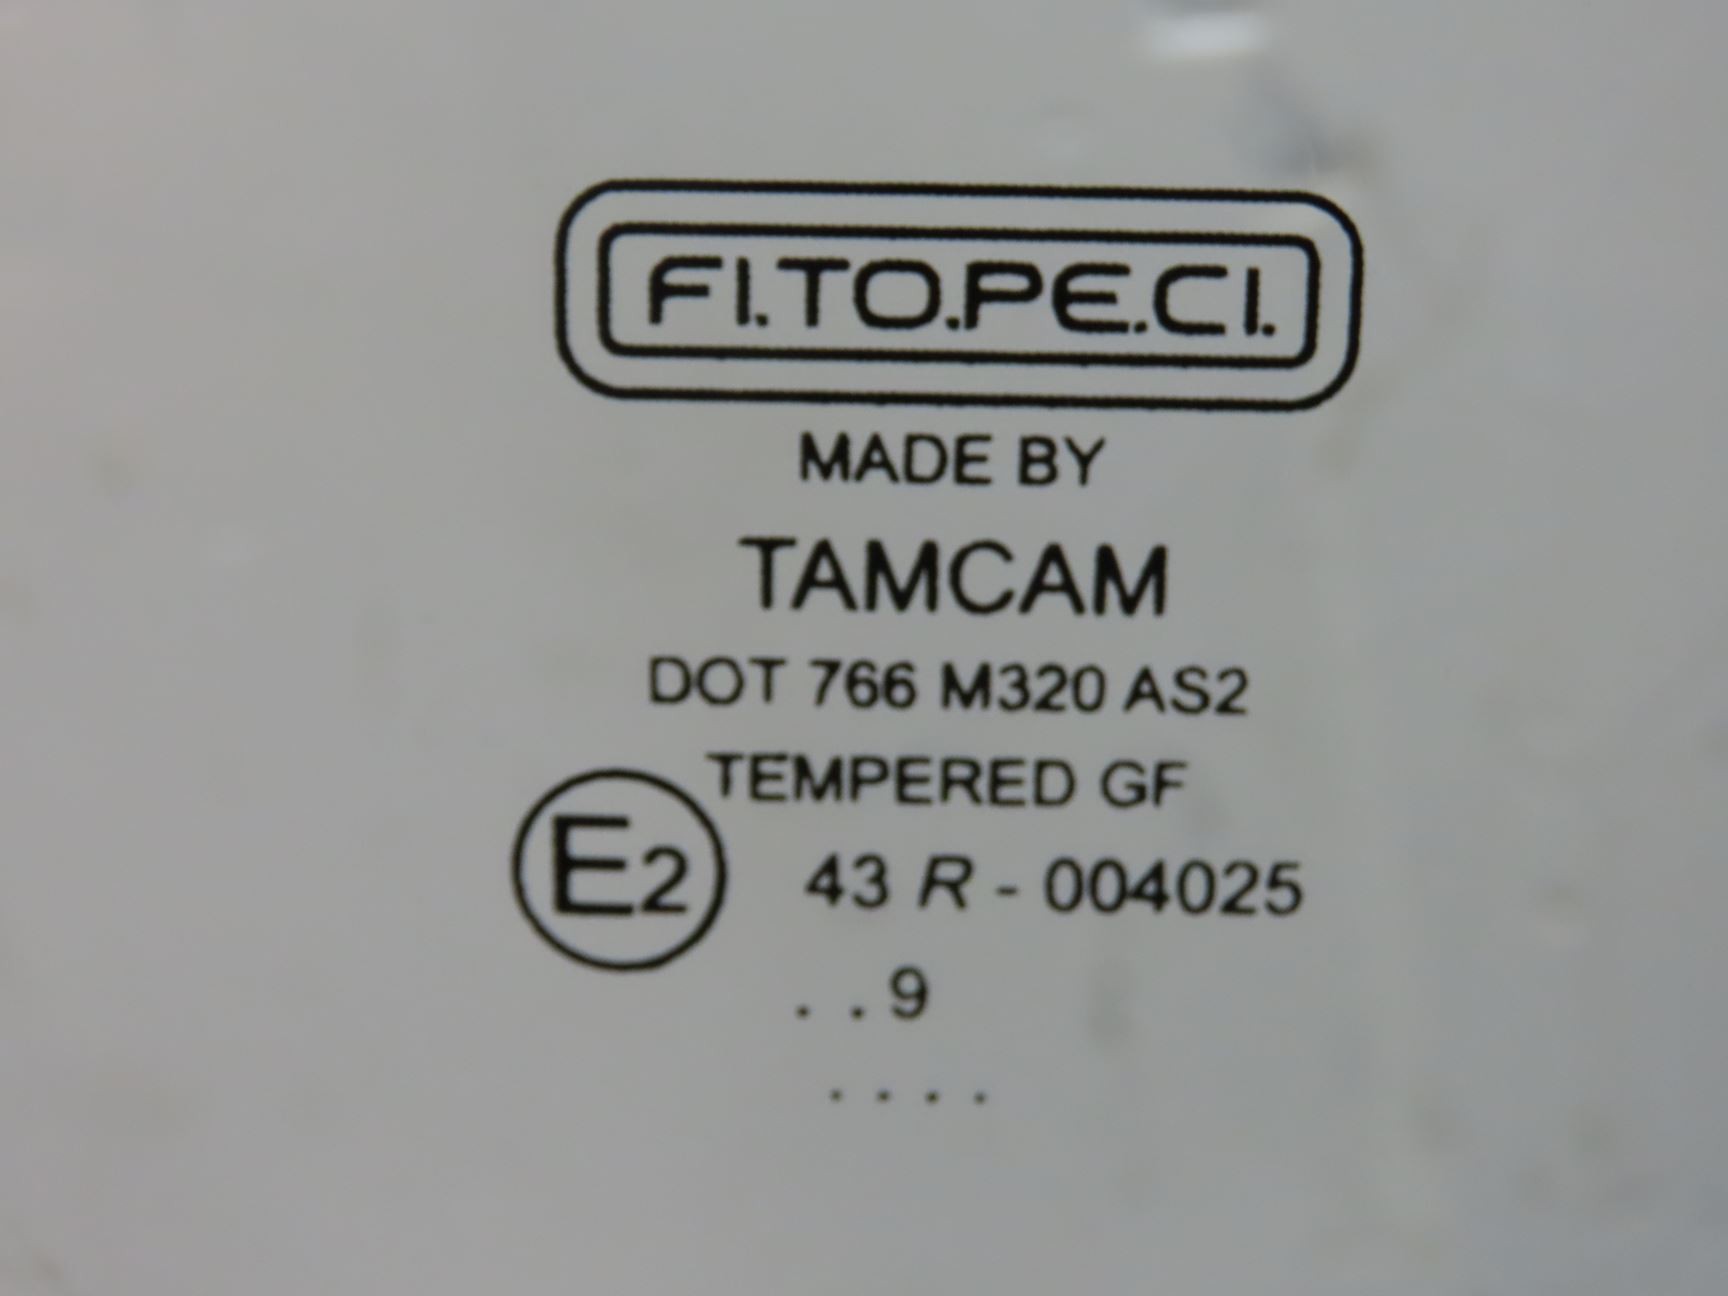 FI.TO.PE.CI.
MADE BY
TAMCAM
DOT 766 M320 AS2
TEMPERED GF
E2 43 R - 004025
. . 9
. . . .